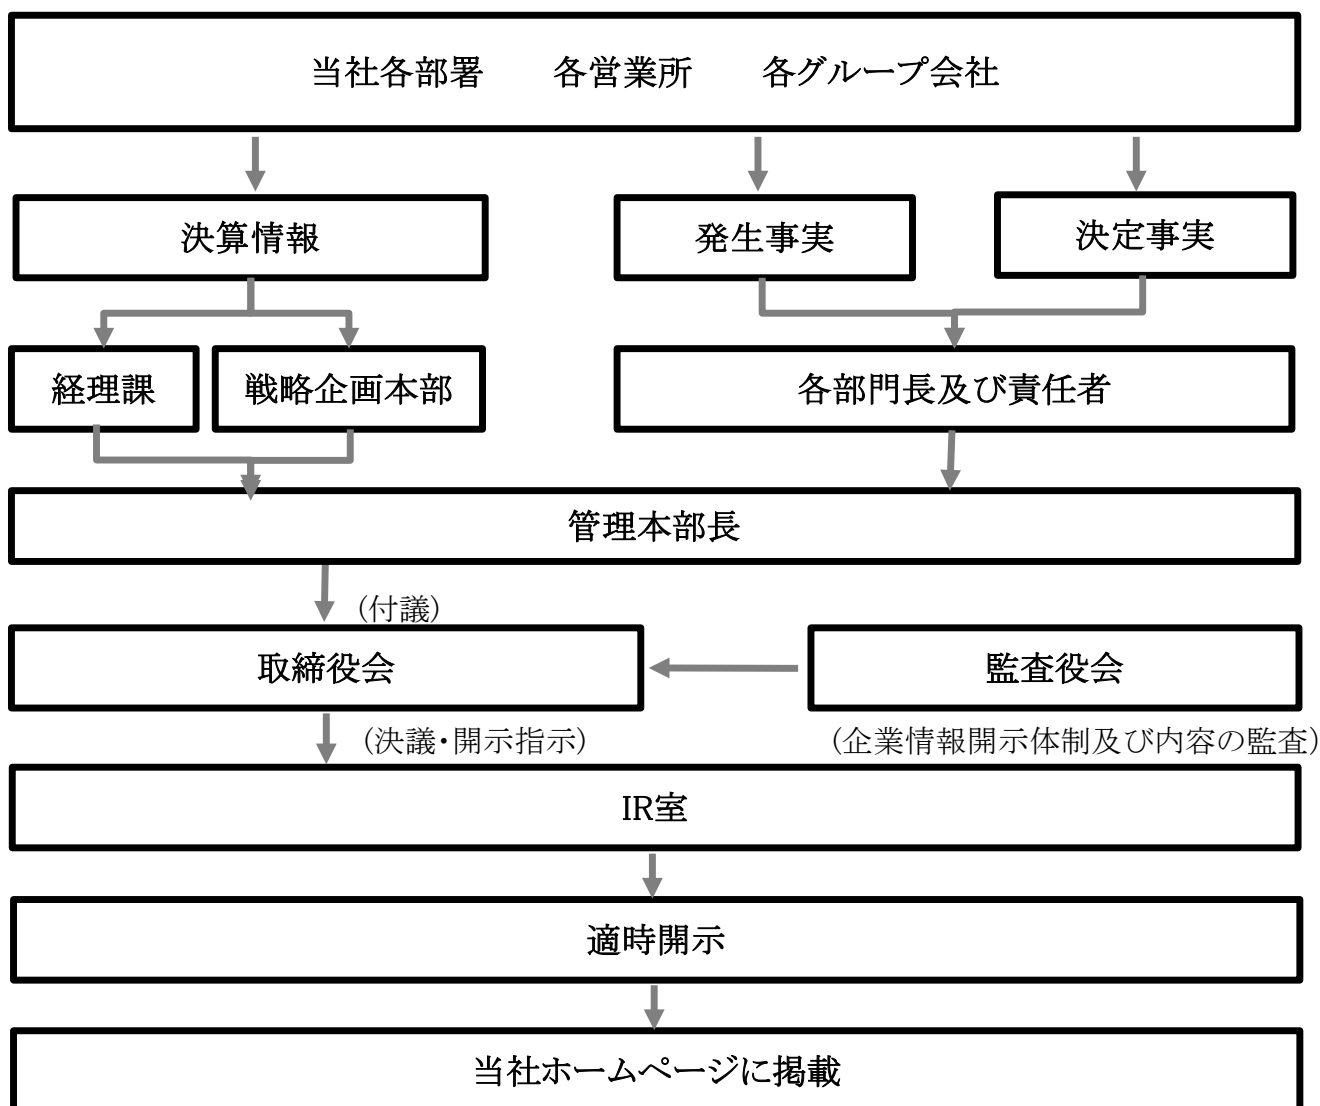 当社各部署　　各営業所　　各グループ会社
決算情報
発生事実
決定事実
経理課
戦略企画本部
各部門長及び責任者
管理本部長
(付議)
取締役会
監査役会
(決議・開示指示)
(企業情報開示体制及び内容の監査)
IR室
適時開示
当社ホームページに掲載